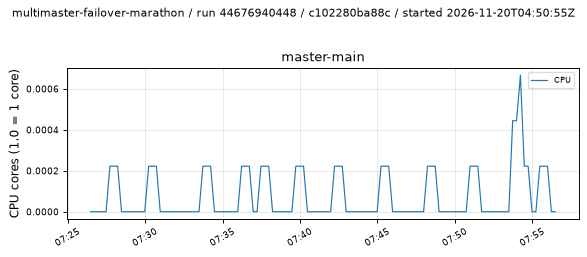 multimaster-failover-marathon / run 44676940448 / c102280ba88c / started 2026-11-20T04:50:55Z
master-main
CPU
CPU cores (1.0 = 1 core)
0.0006
0.0004
0.0002
0.0000
07:25
07:30
07:35
07:40
07:45
07:50
07:55